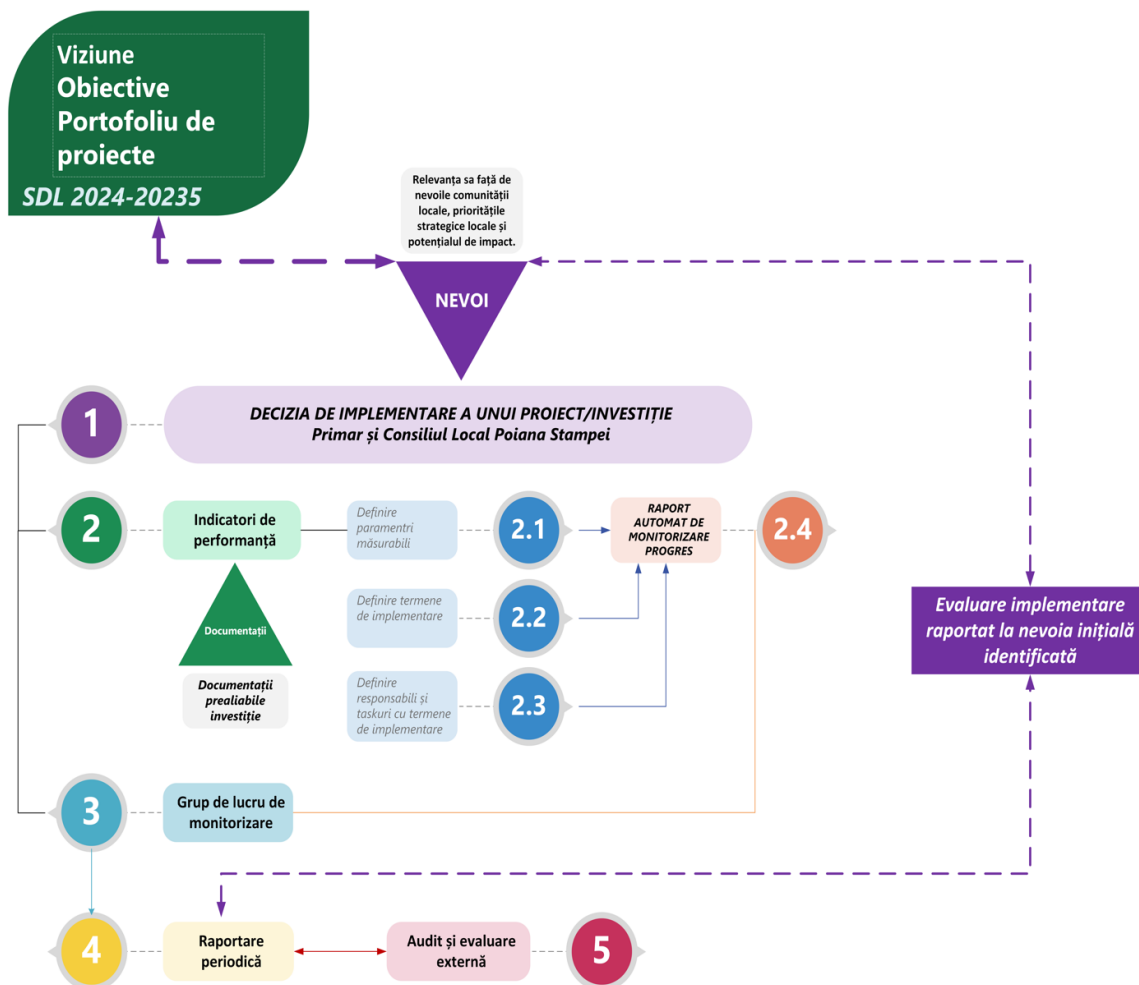 Viziune
Obiective
Portofoliu de
proiecte
SDL 2024-20235
Relevanța sa față de
nevoile comunității
locale, prioritățile
strategice locale și
potențialul de impact.
NEVOI
1
DECIZIA DE IMPLEMENTARE A UNUI PROIECT/INVESTIȚIE
Primar și Consiliul Local Poiana Stampei
2
Indicatori de
performanță
Definire
paramentri
măsurabili
2.1
RAPORT
AUTOMAT DE
MONITORIZARE
PROGRES
2.4
Documentații
Definire termene
de implementare
2.2
Evaluare implementare
raportat la nevoia inițială
identificată
Documentații
prealiabile
investiție
Definire
responsabili și
taskuri cu termene
de implementare
2.3
3
Grup de lucru de
monitorizare
4
Raportare
periodică
Audit și evaluare
externă
5